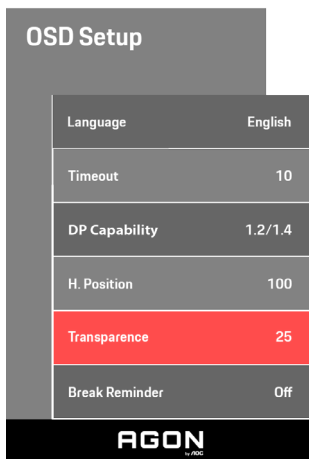 OSD Setup
Language English
Timeout 10
DP Capability 1.2/1.4
H. Position 100
Transparence 25
Break Reminder Off
AGON
by AOC